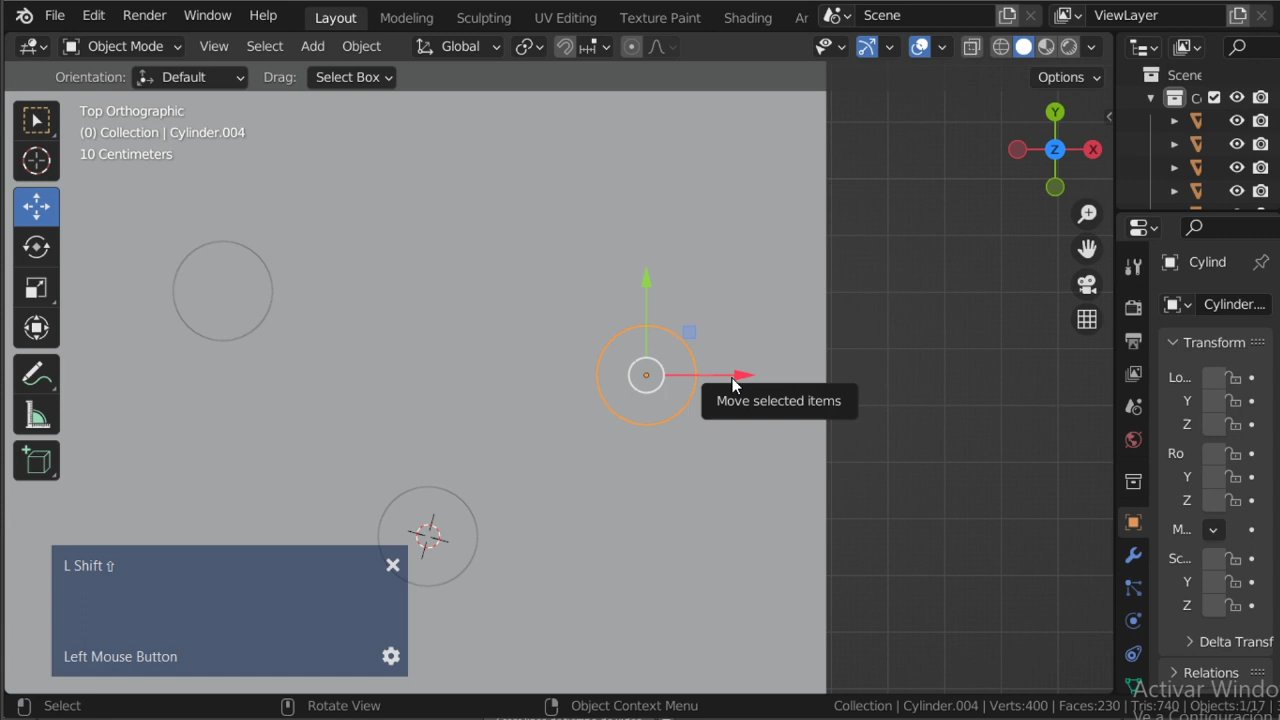 File Edit Render Window Help Layout Modeling Sculpting UV Editing Texture Paint Shading Scene ViewLayer
Object Mode View Select Add Object Global
Orientation: Default Drag: Select Box Options
Top Orthographic
(0) Collection | Cylinder.004
10 Centimeters
Y
Z X
Scene
Move selected items
L Shift ⇧
Left Mouse Button
Cylind
Cylinder....
Transform
Lo...
Y
Z
Ro
Y
Z
M...
Sc...
Y
Z
Delta Transf
Relations
Activar Windo
Select Rotate View Object Context Menu Collection | Cylinder.004 | Verts:400 | Faces:230 | Tris:740 | Objects:1/17